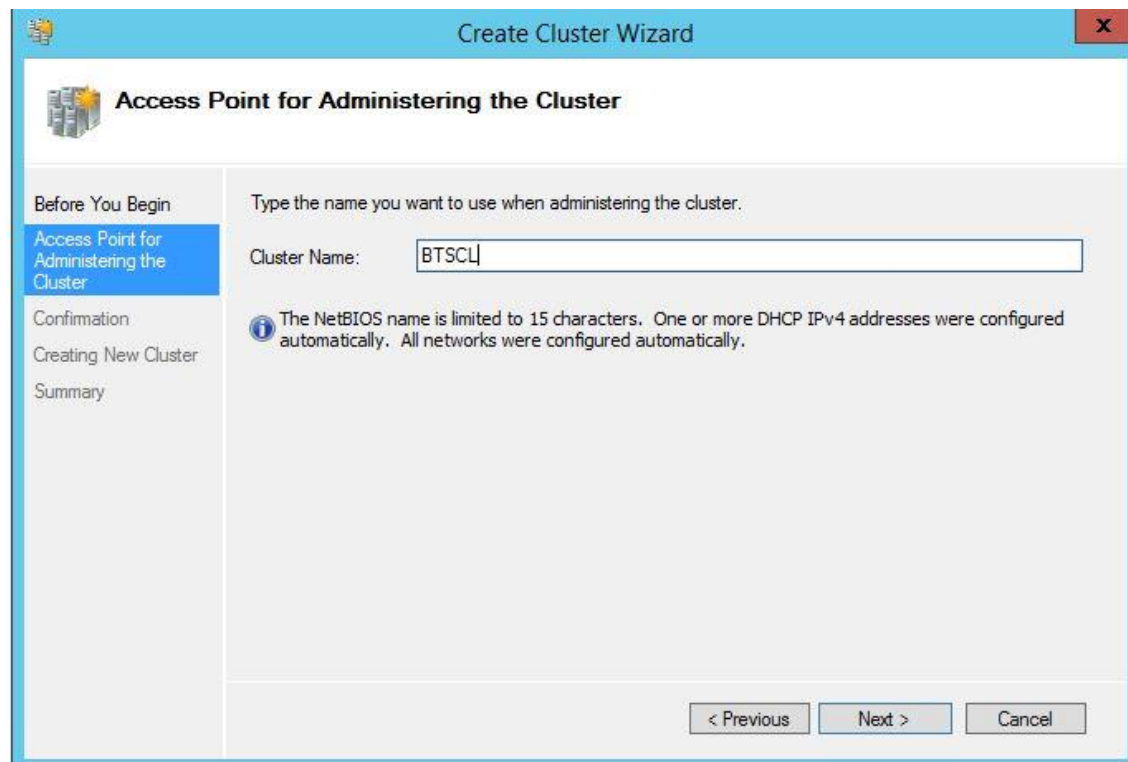 Create Cluster Wizard
X
Access Point for Administering the Cluster
Before You Begin
Access Point for
Administering the
Cluster
Confirmation
Creating New Cluster
Summary
Type the name you want to use when administering the cluster.
Cluster Name:
BTSCL
The NetBIOS name is limited to 15 characters. One or more DHCP IPv4 addresses were configured
automatically. All networks were configured automatically.
< Previous
Next >
Cancel